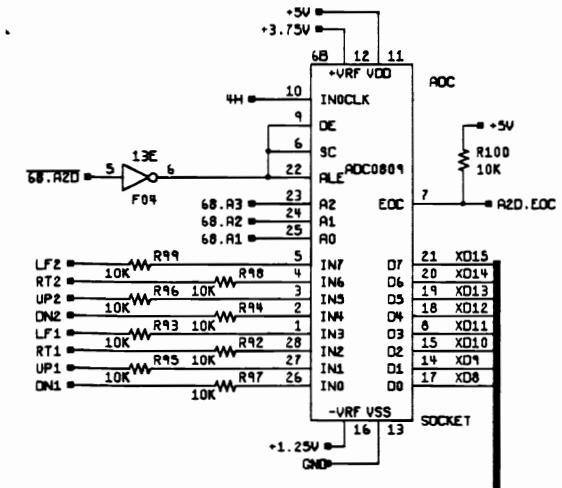 +5V
+3.75V
6B 12 11
+VRF VDD
ADC
4H 10 INOCLK
9 OE
+5V
13E
6 SC
R100
10K
68.A2D 5 6 22 ALE
ADC0809
F04
68.A3 23 A2 EOC 7 A2D.EOC
68.A2 24 A1
68.A1 25 A0
LF2 10K R99 5 IN7 D7 21 XD15
RT2 10K R98 4 IN6 D6 20 XD14
UP2 10K R96 3 IN5 D5 19 XD13
DN2 10K R94 2 IN4 D4 18 XD12
LF1 10K R93 1 IN3 D3 8 XD11
RT1 10K R92 28 IN2 D2 15 XD10
UP1 10K R95 27 IN1 D1 14 XD9
DN1 10K R97 26 IN0 D0 17 XD8
-VRF VSS
SOCKET
16 13
+1.25V
GND